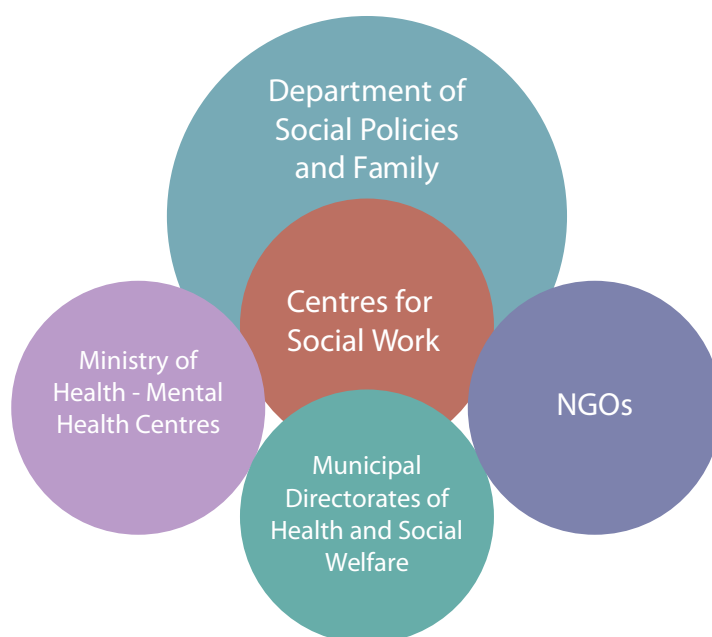 Department of
Social Policies
and Family
Centres for
Social Work
Ministry of
Health - Mental
Health Centres
NGOs
Municipal
Directorates of
Health and Social
Welfare